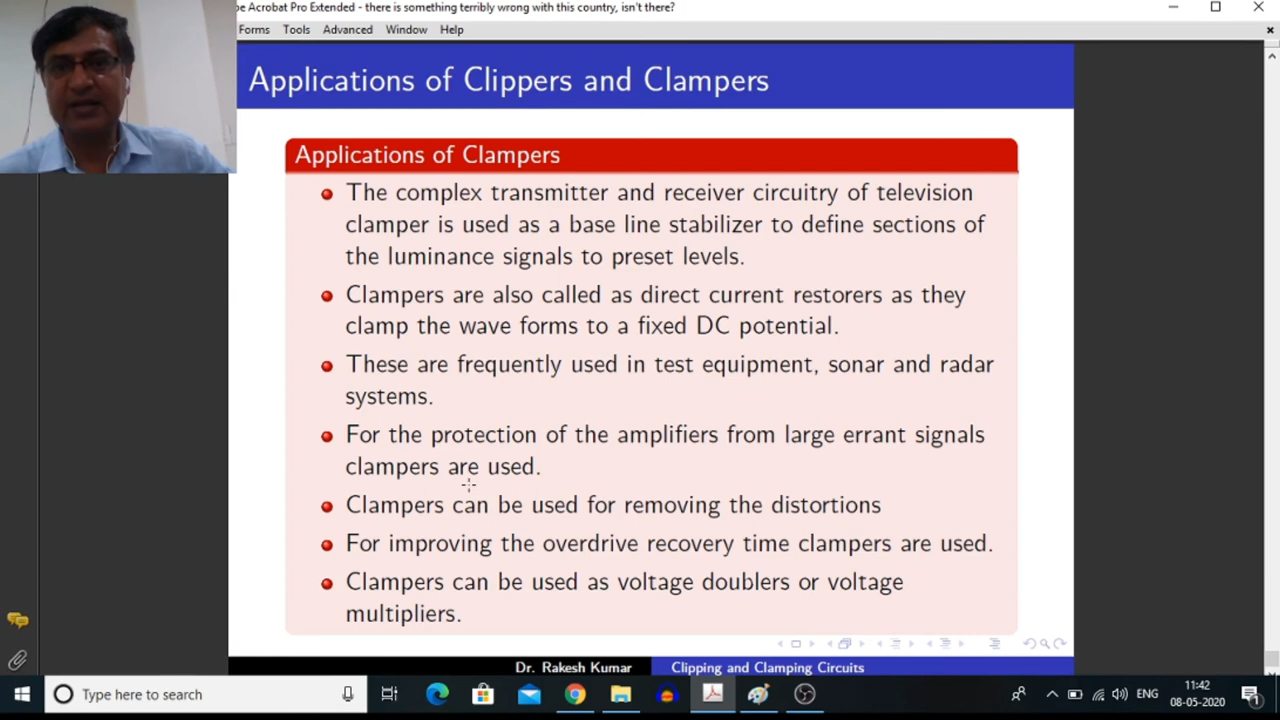 be Acrobat Pro Extended - there is something terribly wrong with this country, isn't there?
Forms Tools Advanced Window Help
Applications of Clippers and Clampers
Applications of Clampers
The complex transmitter and receiver circuitry of television
clamper is used as a base line stabilizer to define sections of
the luminance signals to preset levels.
Clampers are also called as direct current restorers as they
clamp the wave forms to a fixed DC potential.
These are frequently used in test equipment, sonar and radar
systems.
For the protection of the amplifiers from large errant signals
clampers are used.
Clampers can be used for removing the distortions
For improving the overdrive recovery time clampers are used.
Clampers can be used as voltage doublers or voltage
multipliers.
Dr. Rakesh Kumar Clipping and Clamping Circuits
Type here to search
ENG
11:42
08-05-2020
1